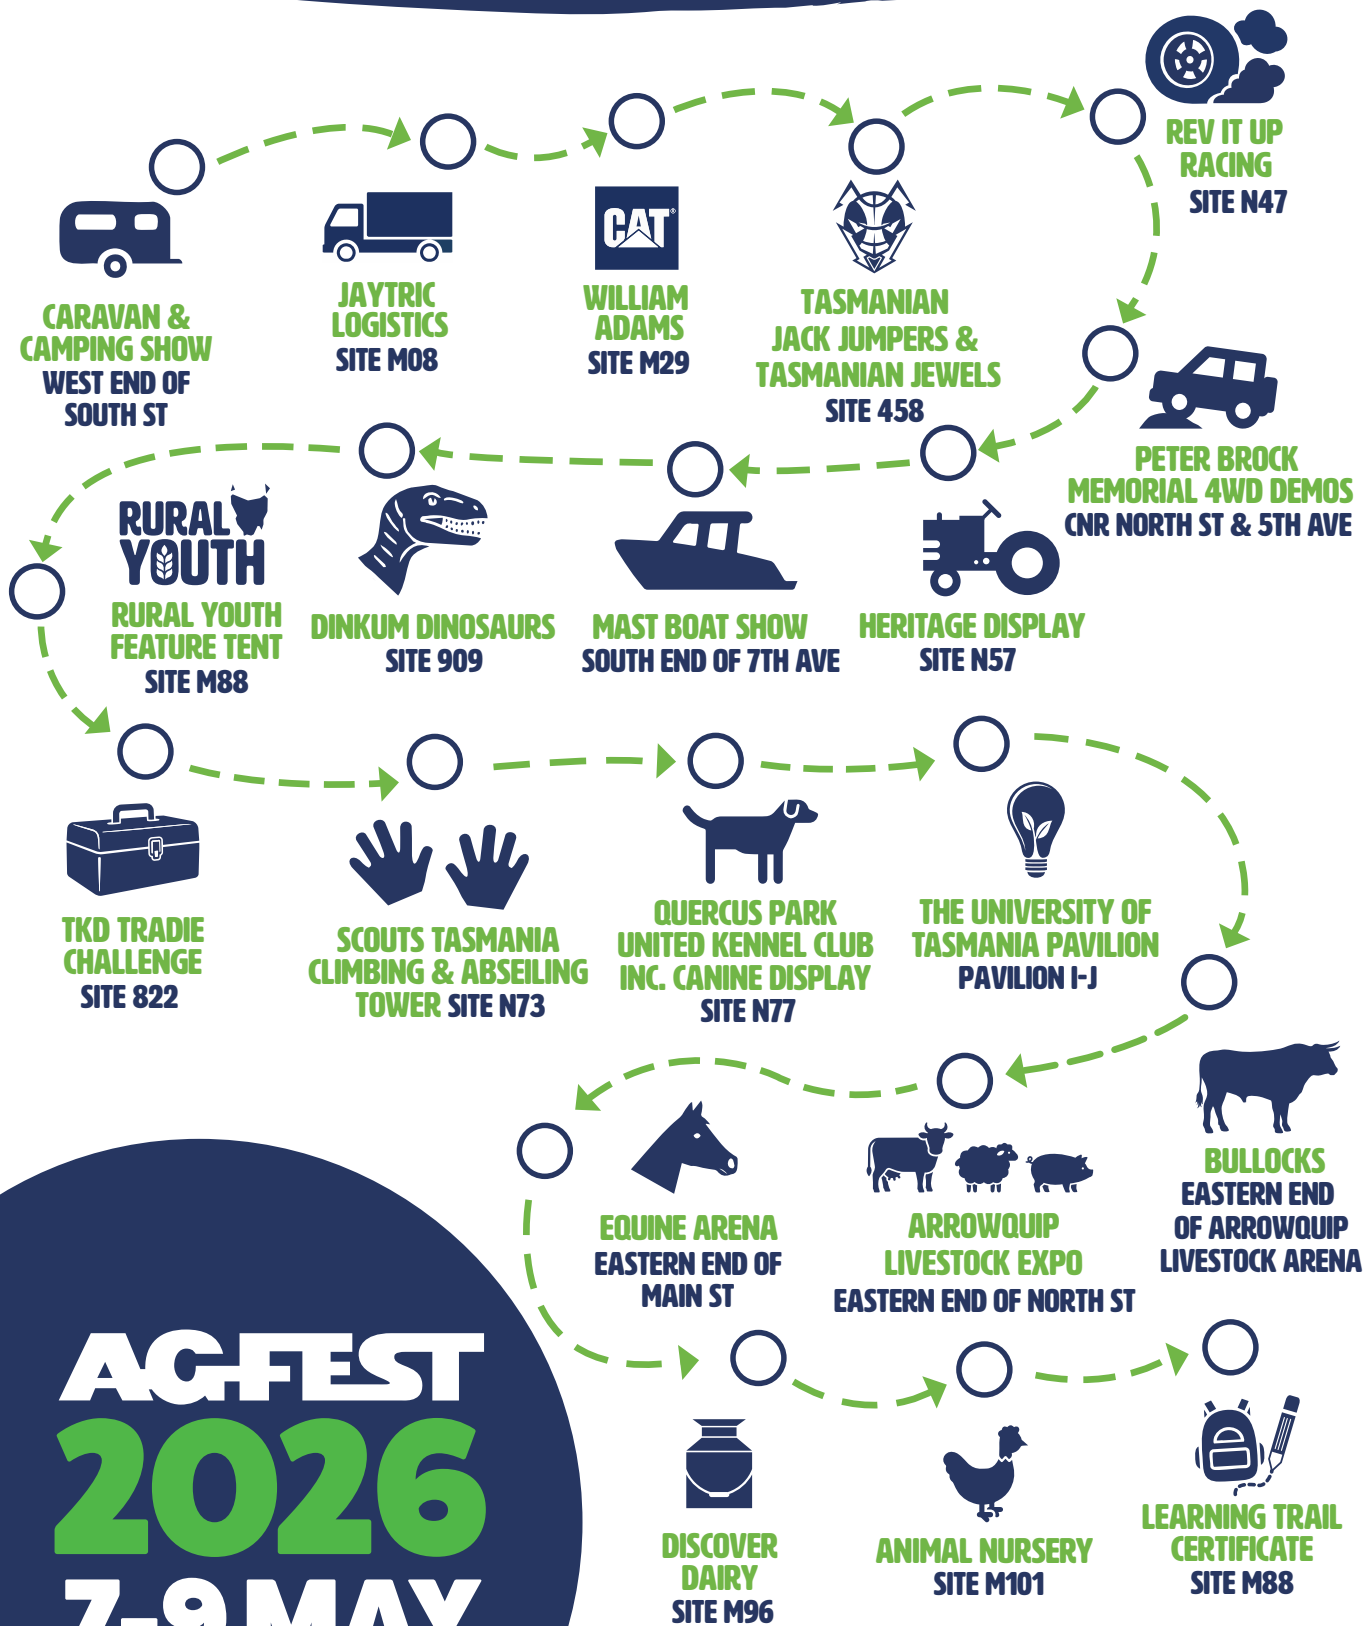 REV IT UP
RACING
SITE N47
CARAVAN &
CAMPING SHOW
WEST END OF
SOUTH ST
JAYTRIC
LOGISTICS
SITE M08
CAT®
WILLIAM
ADAMS
SITE M29
TASMANIAN
JACK JUMPERS &
TASMANIAN JEWELS
SITE 458
PETER BROCK
MEMORIAL 4WD DEMOS
CNR NORTH ST & 5TH AVE
HERITAGE DISPLAY
SITE N57
MAST BOAT SHOW
SOUTH END OF 7TH AVE
DINKUM DINOSAURS
SITE 909
RURAL
YOUTH
RURAL YOUTH
FEATURE TENT
SITE M88
TKD TRADIE
CHALLENGE
SITE 822
SCOUTS TASMANIA
CLIMBING & ABSEILING
TOWER SITE N73
QUERCUS PARK
UNITED KENNEL CLUB
INC. CANINE DISPLAY
SITE N77
THE UNIVERSITY OF
TASMANIA PAVILION
PAVILION I-J
BULLOCKS
EASTERN END
OF ARROWQUIP
LIVESTOCK ARENA
ARROWQUIP
LIVESTOCK EXPO
EASTERN END OF NORTH ST
EQUINE ARENA
EASTERN END OF
MAIN ST
DISCOVER
DAIRY
SITE M96
ANIMAL NURSERY
SITE M101
LEARNING TRAIL
CERTIFICATE
SITE M88
AGFEST
2026
7-9 MAY